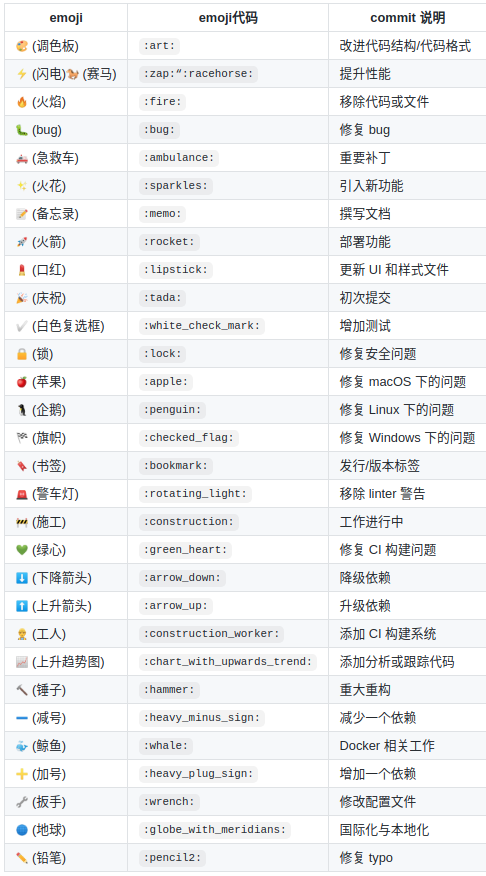 emoji emoji代码 commit 说明
🎨 (调色板) :art: 改进代码结构/代码格式
⚡ (闪电)🐎 (赛马) :zap:“:racehorse: 提升性能
🔥 (火焰) :fire: 移除代码或文件
🐛 (bug) :bug: 修复 bug
🚑 (急救车) :ambulance: 重要补丁
✨ (火花) :sparkles: 引入新功能
📝 (备忘录) :memo: 撰写文档
🚀 (火箭) :rocket: 部署功能
💄 (口红) :lipstick: 更新 UI 和样式文件
🎉 (庆祝) :tada: 初次提交
✅ (白色复选框) :white_check_mark: 增加测试
🔒 (锁) :lock: 修复安全问题
🍎 (苹果) :apple: 修复 macOS 下的问题
🐧 (企鹅) :penguin: 修复 Linux 下的问题
🏁 (旗帜) :checked_flag: 修复 Windows 下的问题
🔖 (书签) :bookmark: 发行/版本标签
🚨 (警车灯) :rotating_light: 移除 linter 警告
🚧 (施工) :construction: 工作进行中
💚 (绿心) :green_heart: 修复 CI 构建问题
⬇️ (下降箭头) :arrow_down: 降级依赖
⬆️ (上升箭头) :arrow_up: 升级依赖
👷 (工人) :construction_worker: 添加 CI 构建系统
📈 (上升趋势图) :chart_with_upwards_trend: 添加分析或跟踪代码
🔨 (锤子) :hammer: 重大重构
➖ (减号) :heavy_minus_sign: 减少一个依赖
🐳 (鲸鱼) :whale: Docker 相关工作
➕ (加号) :heavy_plug_sign: 增加一个依赖
🔧 (扳手) :wrench: 修改配置文件
🌐 (地球) :globe_with_meridians: 国际化与本地化
✏️ (铅笔) :pencil2: 修复 typo